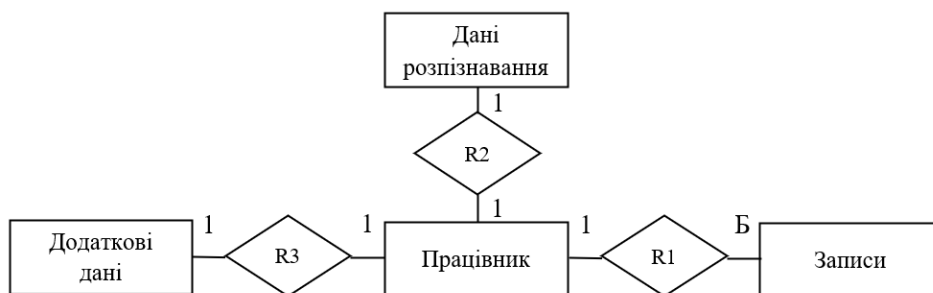 Дані
розпізнавання
1
R2
1
Додаткові
дані
1
R3
1
Працівник
1
R1
Б
Записи